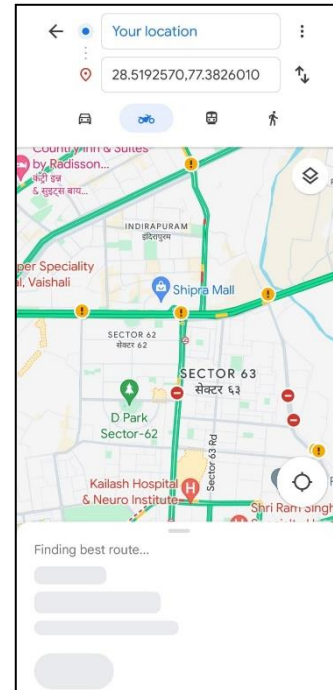 Your location
28.5192570,77.3826010
Country Inn & Suites
by Radisson...
कंट्री इन
& सुइट्स बाय...
INDIRAPURAM
इंदिरापुरम
per Speciality
al, Vaishali
Shipra Mall
SECTOR 62
सेक्टर 62
SECTOR 63
सेक्टर ६३
D Park
Sector-62
Sector 63 Rd
Kailash Hospital
& Neuro Institute
H
Shri Ram Singh
Finding best route...